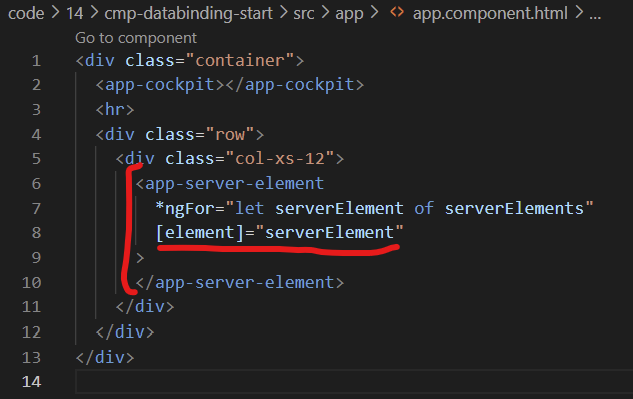 code > 14 > cmp-databinding-start > src > app > <> app.component.html > ...
Go to component
1 <div class="container">
2   <app-cockpit></app-cockpit>
3   <hr>
4   <div class="row">
5     <div class="col-xs-12">
6       <app-server-element
7         *ngFor="let serverElement of serverElements"
8         [element]="serverElement"
9       >
10       </app-server-element>
11     </div>
12   </div>
13 </div>
14